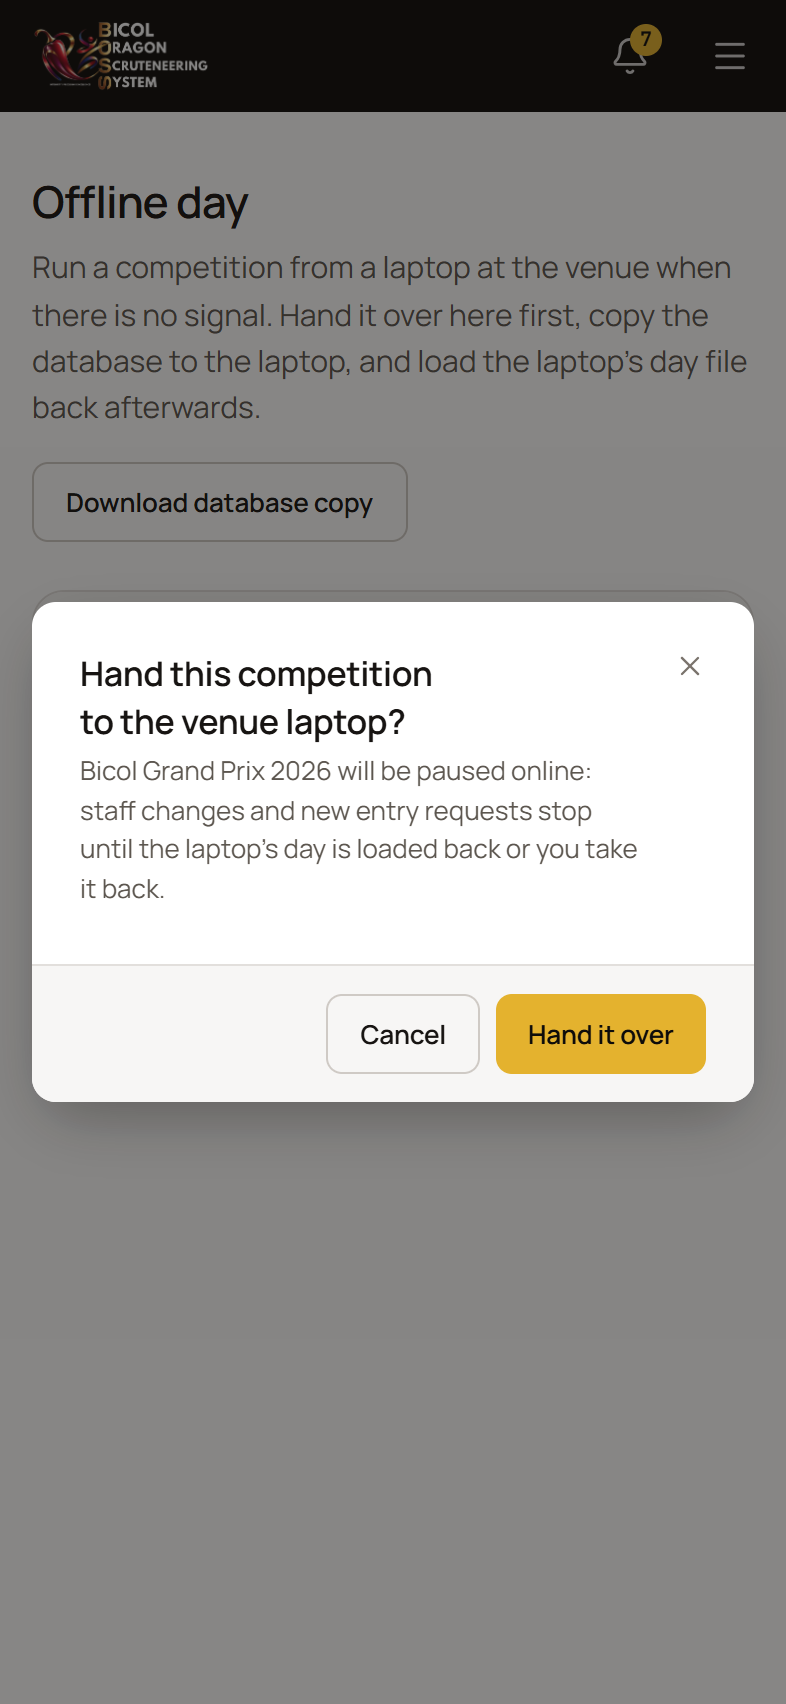 BICOL
DRAGON
SCRUTENEERING
SYSTEM
7
Offline day
Run a competition from a laptop at the venue when
there is no signal. Hand it over here first, copy the
database to the laptop, and load the laptop’s day file
back afterwards.
Download database copy
Hand this competition
to the venue laptop?
Bicol Grand Prix 2026 will be paused online:
staff changes and new entry requests stop
until the laptop’s day is loaded back or you take
it back.
Cancel
Hand it over